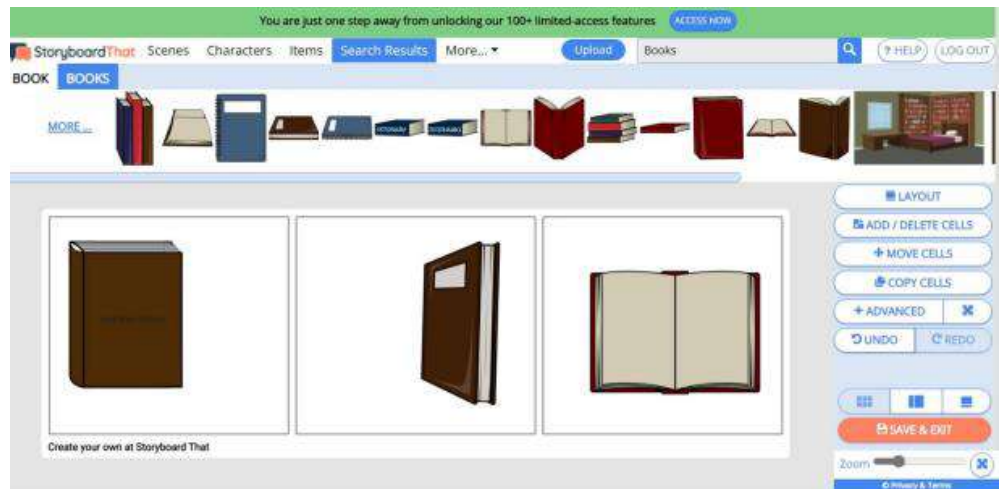 You are just one step away from unlocking our 100+ limited-access features ACCESS NOW
StoryboardThat Scenes Characters Items Search Results More... Upload Books ? HELP LOG OUT
BOOK BOOKS
MORE ...
LAYOUT
ADD / DELETE CELLS
MOVE CELLS
COPY CELLS
+ ADVANCED
UNDO REDO
SAVE & EXIT
Create your own at Storyboard That
Zoom
© Privacy & Terms